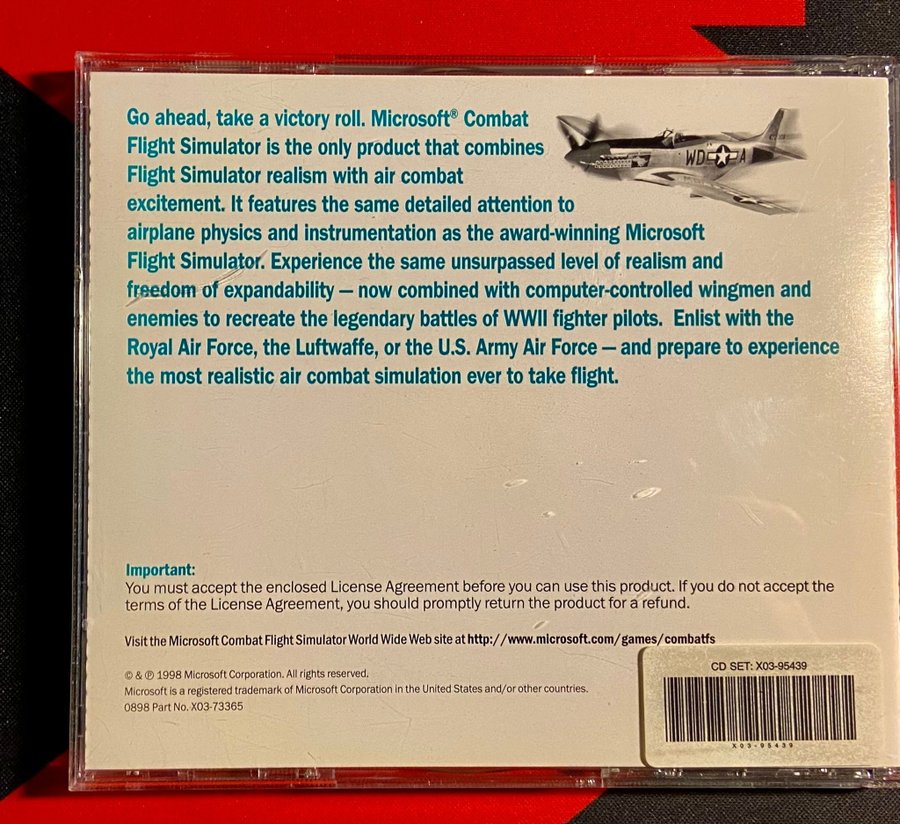 Go ahead, take a victory roll. Microsoft® Combat
Flight Simulator is the only product that combines
Flight Simulator realism with air combat
excitement. It features the same detailed attention to
airplane physics and instrumentation as the award-winning Microsoft
Flight Simulator. Experience the same unsurpassed level of realism and
freedom of expandability — now combined with computer-controlled wingmen and
enemies to recreate the legendary battles of WWII fighter pilots. Enlist with the
Royal Air Force, the Luftwaffe, or the U.S. Army Air Force — and prepare to experience
the most realistic air combat simulation ever to take flight.
WD A
Important:
You must accept the enclosed License Agreement before you can use this product. If you do not accept the
terms of the License Agreement, you should promptly return the product for a refund.
Visit the Microsoft Combat Flight Simulator World Wide Web site at http://www.microsoft.com/games/combatfs
© & ℗ 1998 Microsoft Corporation. All rights reserved.
Microsoft is a registered trademark of Microsoft Corporation in the United States and/or other countries.
0898 Part No. X03-73365
CD SET: X03-95439
X03-95439